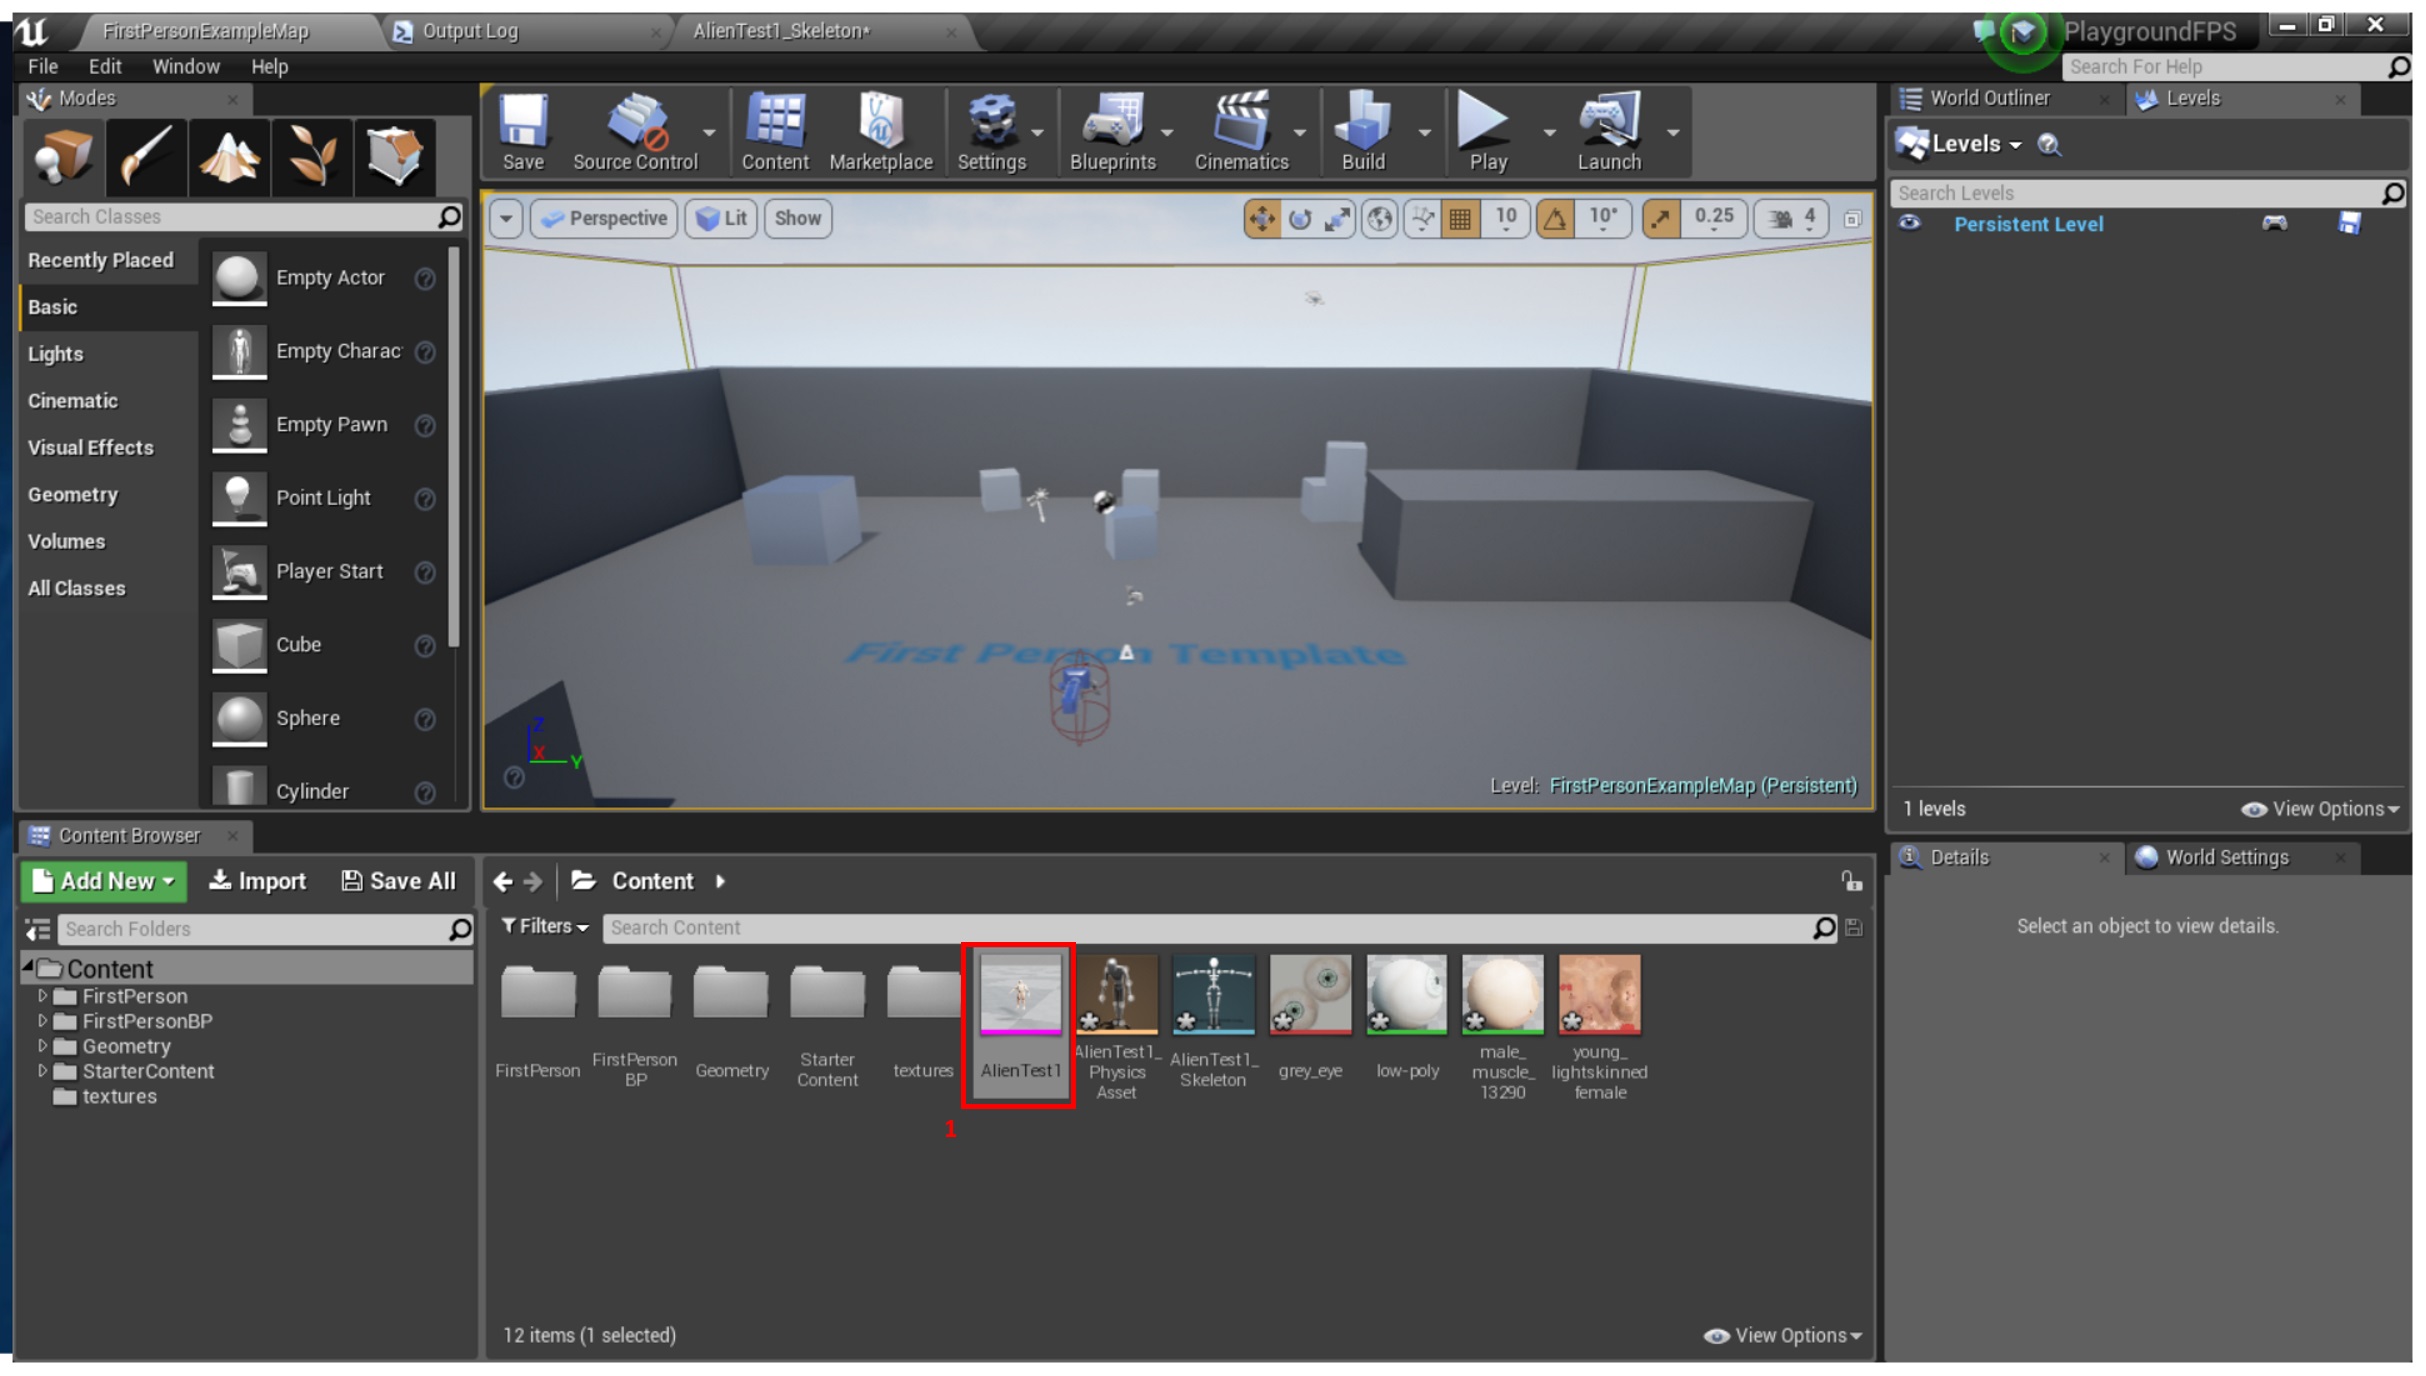 FirstPersonExampleMap
Output Log
AlienTest1_Skeleton*
PlaygroundFPS
File Edit Window Help
Search For Help
Modes
Save
Source Control
Content
Marketplace
Settings
Blueprints
Cinematics
Build
Play
Launch
World Outliner
Levels
Levels
Search Levels
Persistent Level
Search Classes
Recently Placed
Basic
Lights
Cinematic
Visual Effects
Geometry
Volumes
All Classes
Empty Actor
Empty Charac
Empty Pawn
Point Light
Player Start
Cube
Sphere
Cylinder
Perspective
Lit
Show
10
10°
0.25
4
First Person Template
Z
X
Y
Level: FirstPersonExampleMap (Persistent)
1 levels
View Options
Content Browser
Add New
Import
Save All
Content
Details
World Settings
Select an object to view details.
Search Folders
Filters
Search Content
Content
FirstPerson
FirstPersonBP
Geometry
StarterContent
textures
FirstPerson
FirstPerson
BP
Geometry
Starter
Content
textures
AlienTest1
AlienTest1_
Physics
Asset
AlienTest1_
Skeleton
grey_eye
low-poly
male_
muscle_
13290
young_
lightskinned
female
1
12 items (1 selected)
View Options